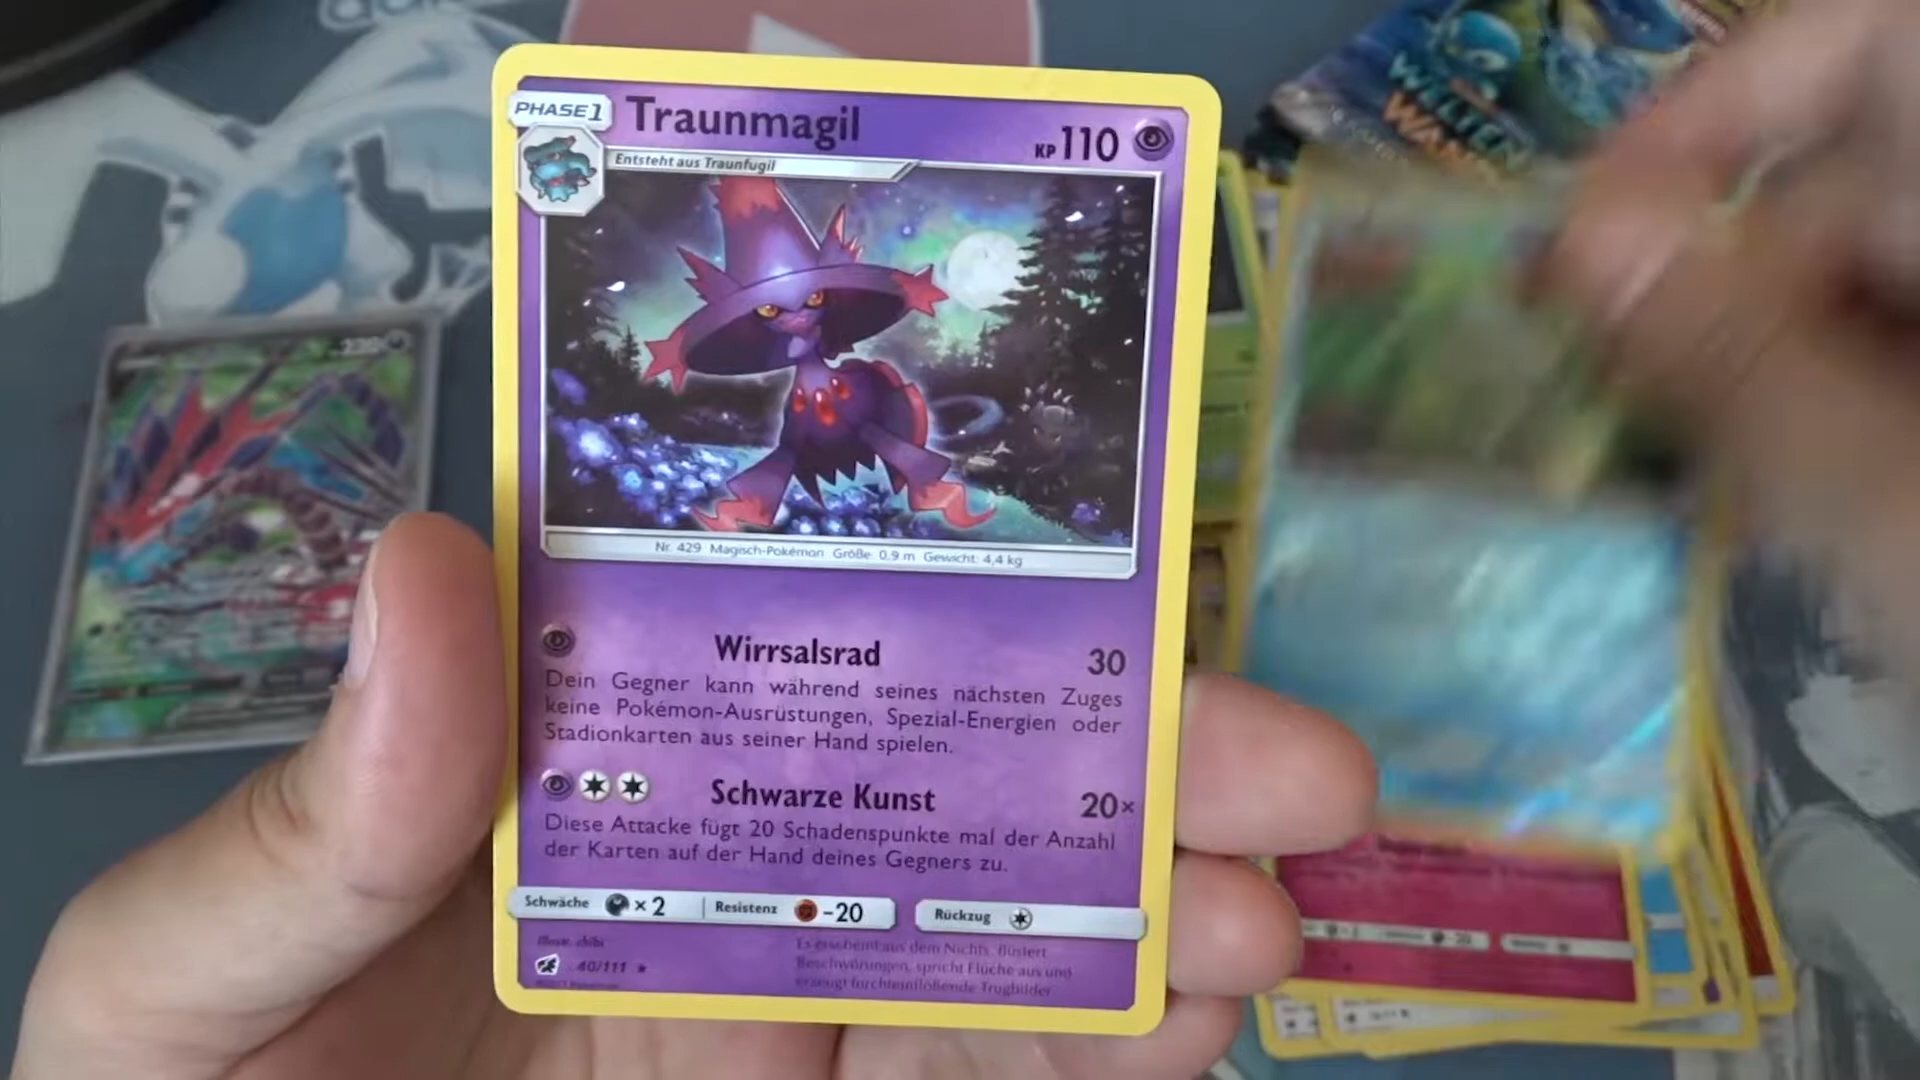 PHASE 1
Traunmagil
KP 110
Entsteht aus Traunfugil
Nr. 429 Magisch-Pokémon Größe: 0,9 m Gewicht: 4,4 kg
Wirrsalsrad 30
Dein Gegner kann während seines nächsten Zuges
keine Pokémon-Ausrüstungen, Spezial-Energien oder
Stadionkarten aus seiner Hand spielen.
Schwarze Kunst 20×
Diese Attacke fügt 20 Schadenspunkte mal der Anzahl
der Karten auf der Hand deines Gegners zu.
Schwäche ×2 Resistenz -20 Rückzug
Illustr. chibi
40/111 ★
Es erscheint aus dem Nichts, flüstert
Beschwörungen, spricht Flüche aus und
erzeugt furchteinflößende Trugbilder.
WELTEN